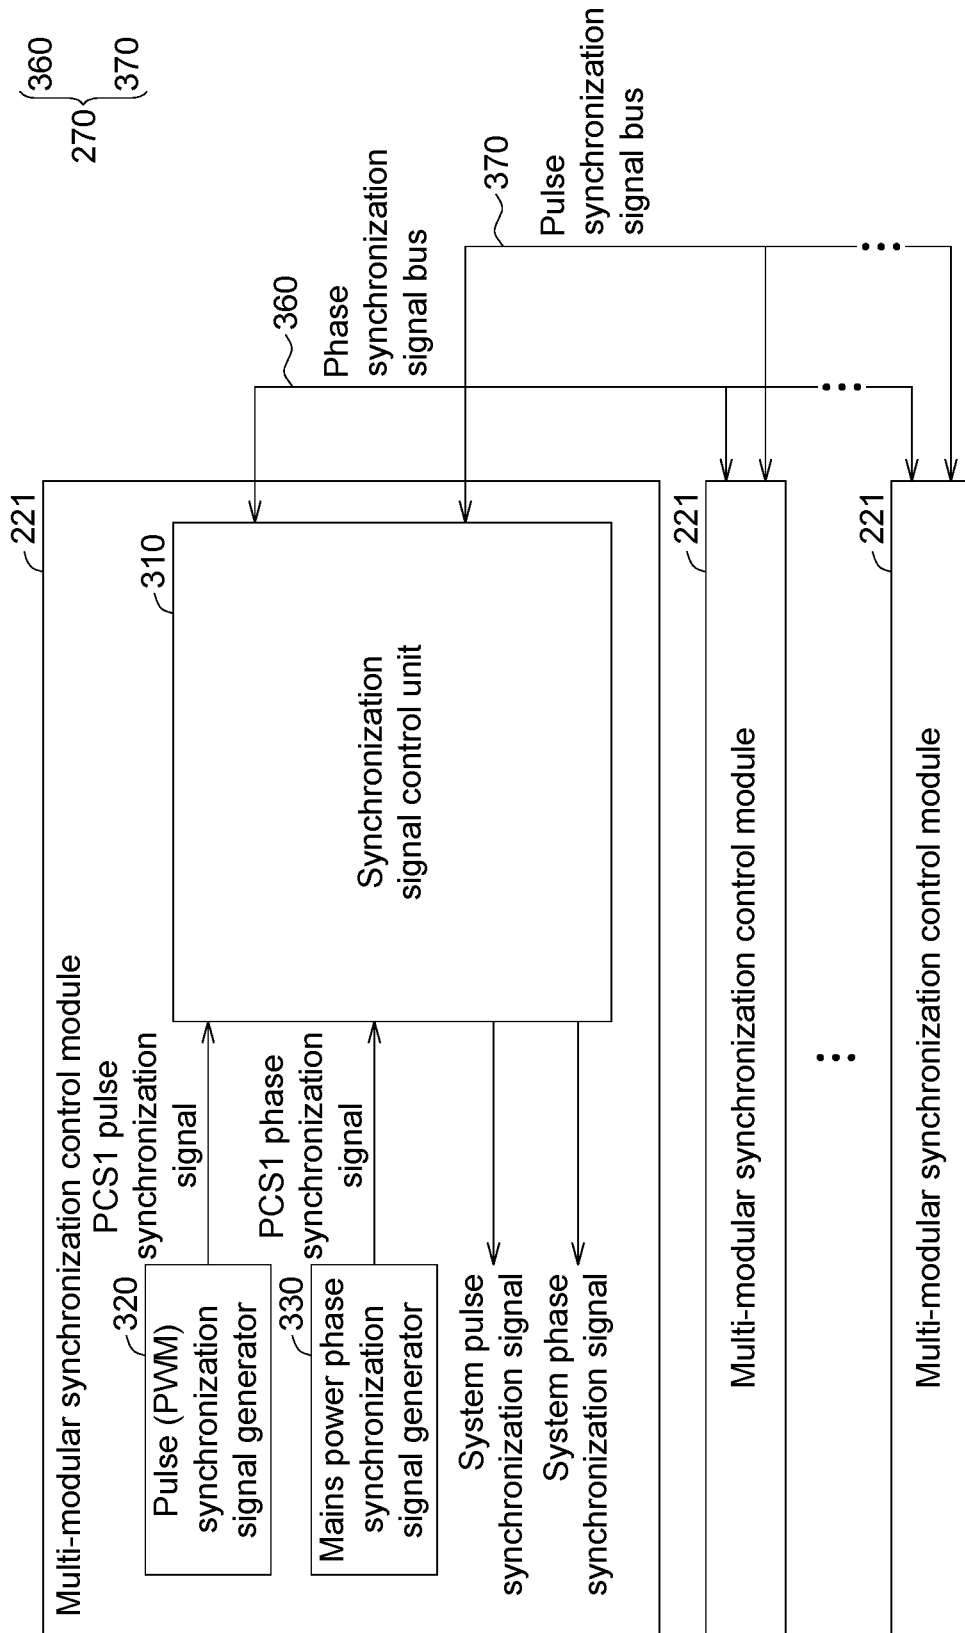 360
270
370
Multi-modular synchronization control module
221
320
Pulse (PWM)
synchronization
signal generator
PCS1 pulse
synchronization
signal
330
Mains power phase
synchronization
signal generator
PCS1 phase
synchronization
signal
310
Synchronization
signal control unit
System pulse
synchronization signal
System phase
synchronization signal
360
Phase
synchronization
signal bus
370
Pulse
synchronization
signal bus
221
Multi-modular synchronization control module
221
Multi-modular synchronization control module